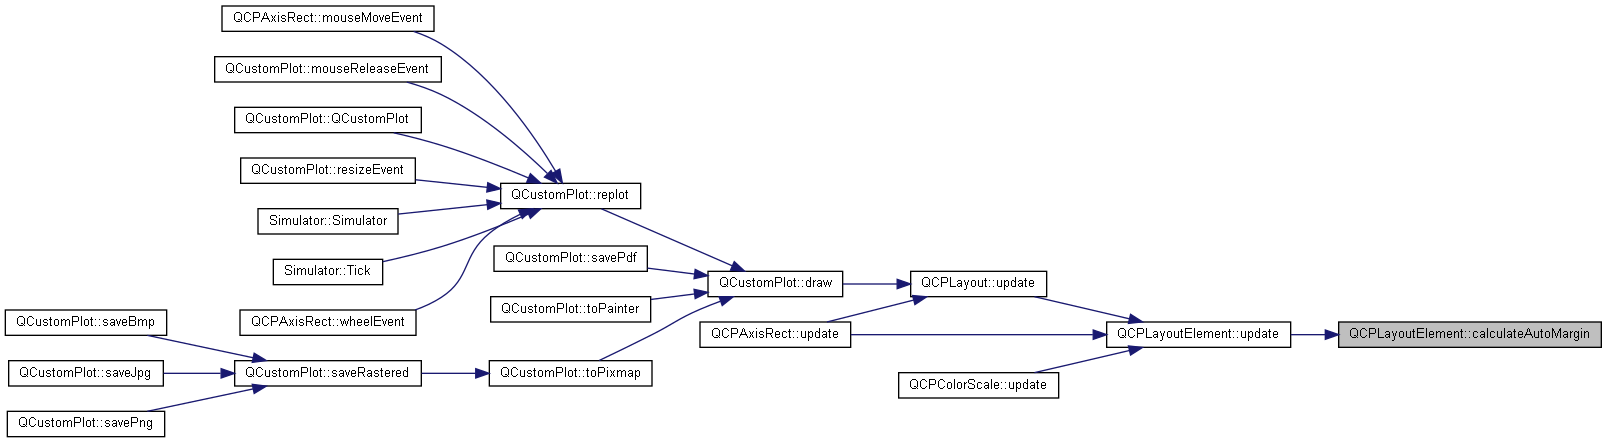 QCPAxisRect::mouseMoveEvent
QCustomPlot::mouseReleaseEvent
QCustomPlot::QCustomPlot
QCustomPlot::resizeEvent
QCustomPlot::replot
Simulator::Simulator
QCustomPlot::savePdf
Simulator::Tick
QCustomPlot::draw
QCPLayout::update
QCustomPlot::toPainter
QCustomPlot::saveBmp
QCPAxisRect::wheelEvent
QCPAxisRect::update
QCPLayoutElement::update
QCPLayoutElement::calculateAutoMargin
QCustomPlot::saveJpg
QCustomPlot::saveRastered
QCustomPlot::toPixmap
QCPColorScale::update
QCustomPlot::savePng